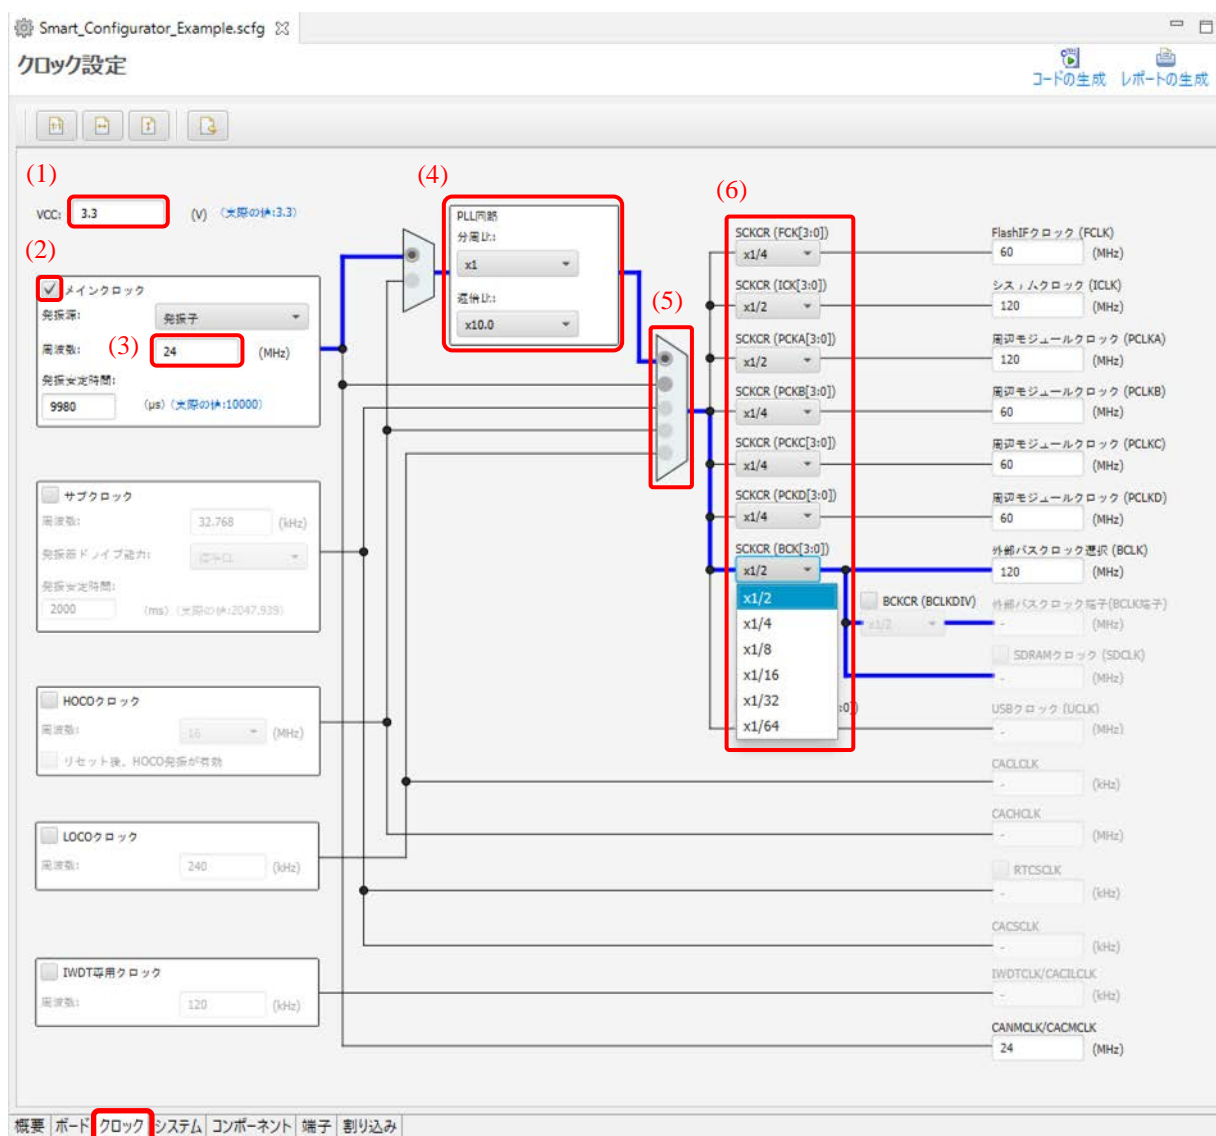 Smart_Configurator_Example.scfg
クロック設定
コードの生成 レポートの生成
(1)
VCC: 3.3 (V) (実際の値:3.3)
(2)
メインクロック
発振源: 発振子
周波数: (3) 24 (MHz)
発振安定時間:
9980 (μs) (実際の値:10000)
サブクロック
周波数: 32.768 (kHz)
発振器ドライブ能力:
発振安定時間:
2000 (ms) (実際の値:2047.939)
HOCOクロック
周波数: 16 (MHz)
リセット後、HOCO発振が有効
LOCOクロック
周波数: 240 (kHz)
IWDT専用クロック
周波数: 120 (kHz)
(4)
PLL回路
分周比:
x1
逓倍比:
x10.0
(5)
(6)
SCKCR (FCK[3:0])
x1/4
SCKCR (ICK[3:0])
x1/2
SCKCR (PCKA[3:0])
x1/2
SCKCR (PCKB[3:0])
x1/4
SCKCR (PCKC[3:0])
x1/4
SCKCR (PCKD[3:0])
x1/4
SCKCR (BCK[3:0])
x1/2
x1/2
x1/4
x1/8
x1/16
x1/32
x1/64
:0])
BCKCR (BCLKDIV)
x1/2
FlashIFクロック (FCLK)
60 (MHz)
システムクロック (ICLK)
120 (MHz)
周辺モジュールクロック (PCLKA)
120 (MHz)
周辺モジュールクロック (PCLKB)
60 (MHz)
周辺モジュールクロック (PCLKC)
60 (MHz)
周辺モジュールクロック (PCLKD)
60 (MHz)
外部バスクロック選択 (BCLK)
120 (MHz)
外部バスクロック端子(BCLK端子)
- (MHz)
SDRAMクロック (SDCLK)
- (MHz)
USBクロック (UCLK)
- (MHz)
CACLCLK
- (kHz)
CACHCLK
- (MHz)
RTCSCLK
- (kHz)
CACSCLK
- (kHz)
IWDTCLK/CACILCLK
- (kHz)
CANMCLK/CACMCLK
24 (MHz)
概要 ボード クロック システム コンポーネント 端子 割り込み